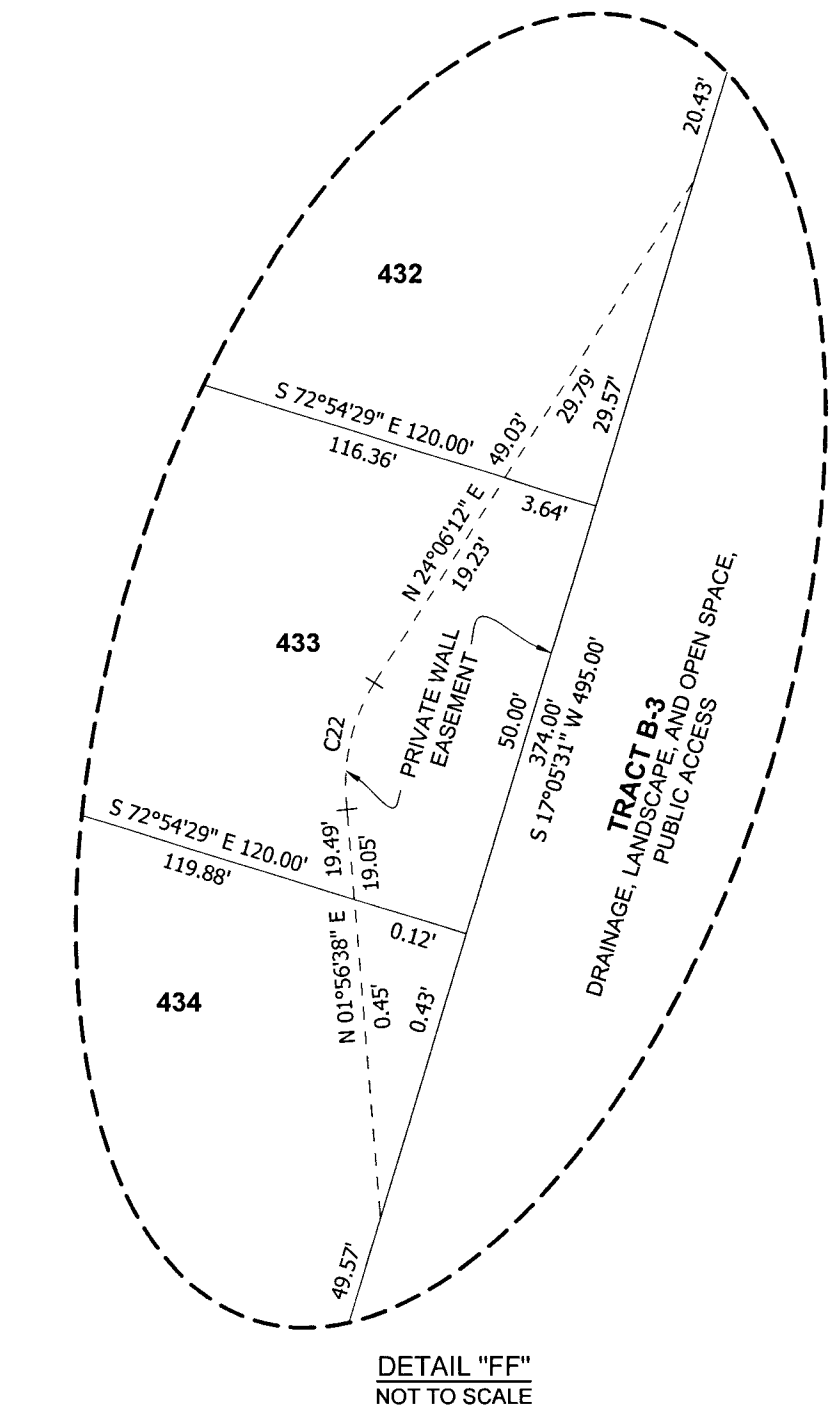 20.43'
432
29.79'
29.57'
S 72°54'29" E 120.00'
116.36'
49.03'
3.64'
N 24°06'12" E
19.23'
433
PRIVATE WALL
EASEMENT
C22
50.00'
374.00'
S 17°05'31" W 495.00'
TRACT B-3
DRAINAGE, LANDSCAPE, AND OPEN SPACE,
PUBLIC ACCESS
S 72°54'29" E 120.00'
119.88'
19.49'
19.05'
0.12'
N 01°56'38" E
0.45'
0.43'
434
49.57'
DETAIL "FF"
NOT TO SCALE